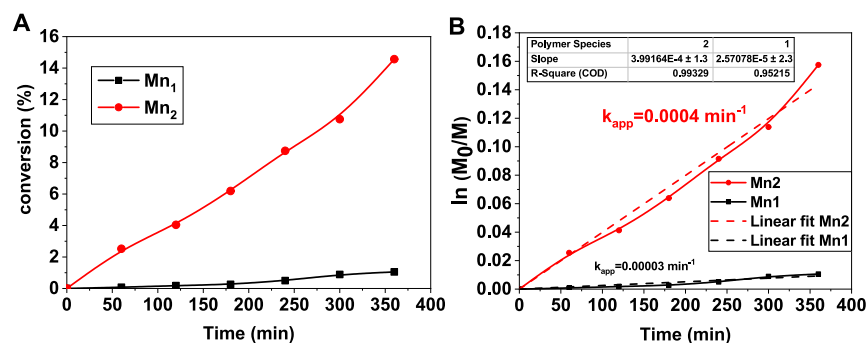 A
conversion (%)
16
14
12
10
8
6
4
2
0
Mn1
Mn2
0 50 100 150 200 250 300 350 400
Time (min)
B
ln (M0/M)
0.18
0.16
0.14
0.12
0.10
0.08
0.06
0.04
0.02
0.00
Polymer Species 2 1
Slope 3.99164E-4 ± 1.3 2.57078E-5 ± 2.3
R-Square (COD) 0.99329 0.95215
kapp=0.0004 min-1
Mn2
Mn1
Linear fit Mn2
Linear fit Mn1
kapp=0.00003 min-1
0 50 100 150 200 250 300 350 400
Time (min)